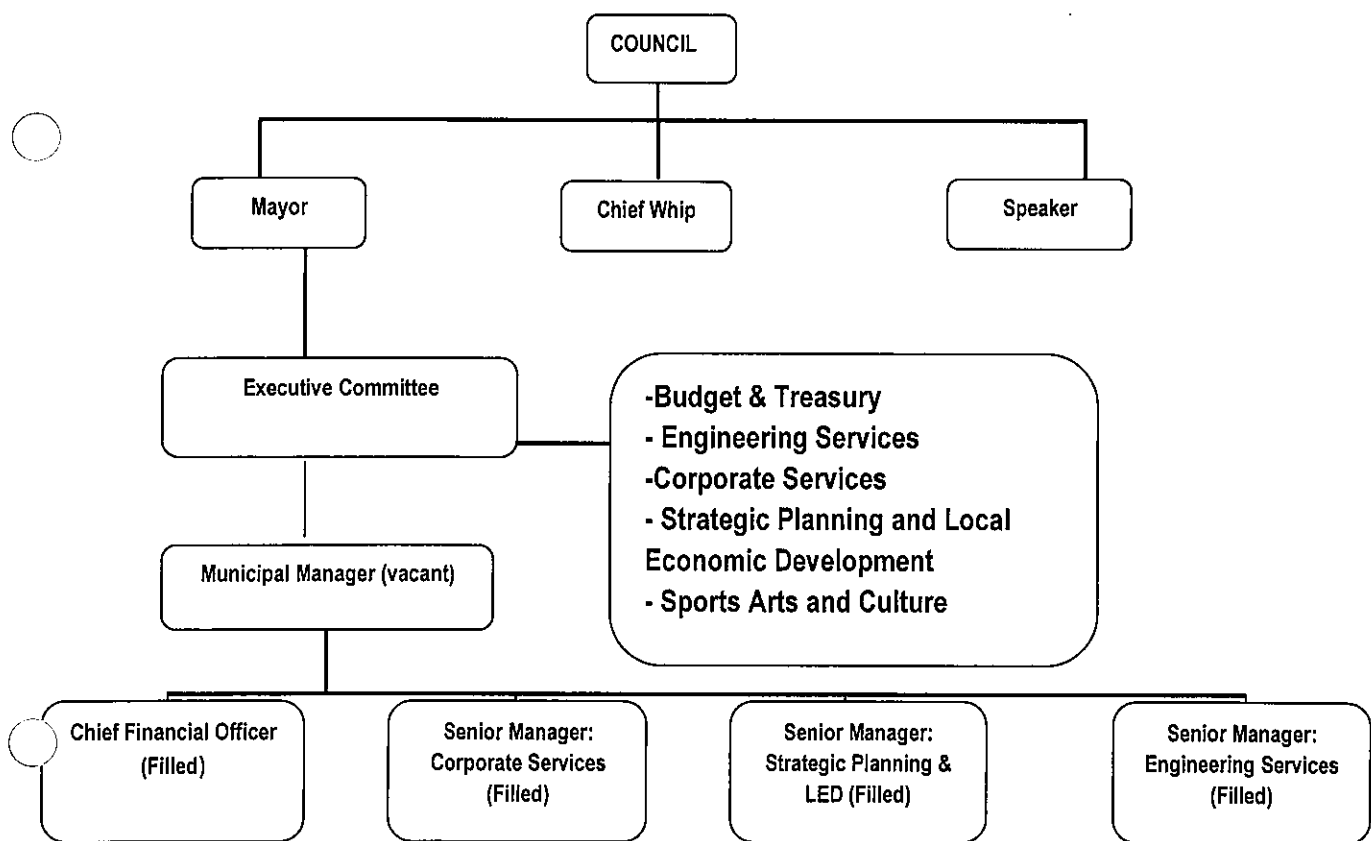 COUNCIL
Mayor
Chief Whip
Speaker
Executive Committee
-Budget & Treasury
- Engineering Services
-Corporate Services
- Strategic Planning and Local
Economic Development
- Sports Arts and Culture
Municipal Manager (vacant)
Chief Financial Officer
(Filled)
Senior Manager:
Corporate Services
(Filled)
Senior Manager:
Strategic Planning &
LED (Filled)
Senior Manager:
Engineering Services
(Filled)